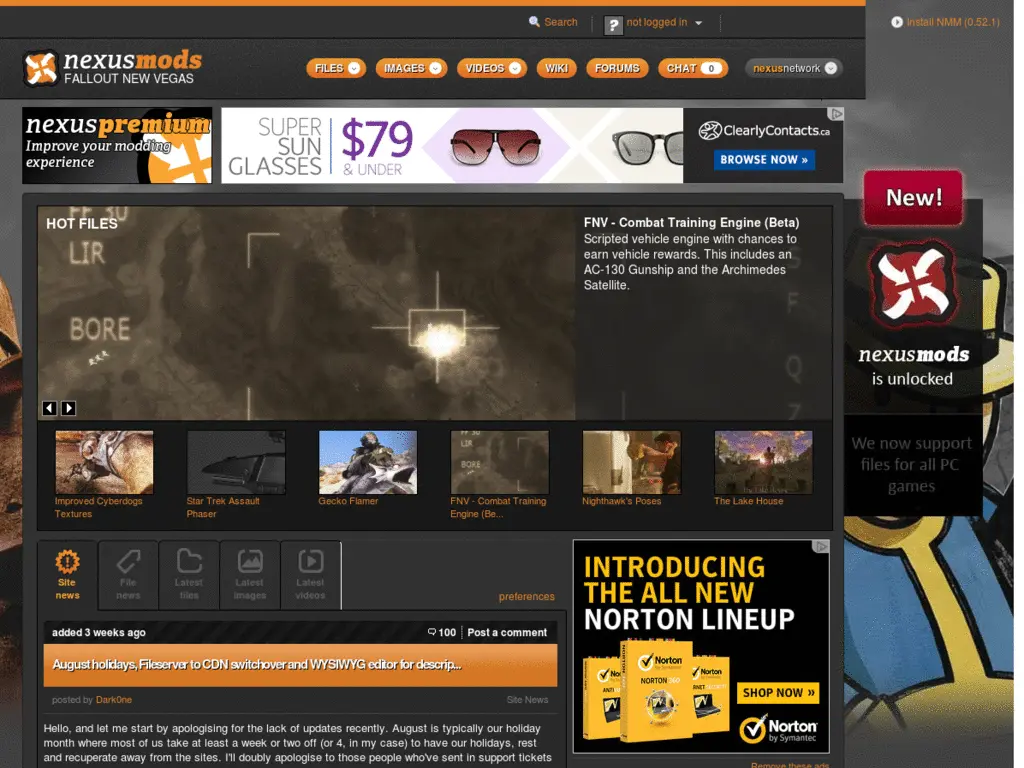 Search
not logged in
Install NMM (0.52.1)
nexusmods
FALLOUT NEW VEGAS
FILES
IMAGES
VIDEOS
WIKI
FORUMS
CHAT 0
nexusnetwork
nexuspremium
Improve your modding
experience
SUPER
SUN
GLASSES
$79
& UNDER
ClearlyContacts.ca
BROWSE NOW »
New!
nexusmods
is unlocked
We now support
files for all PC
games
HOT FILES
FF 30
LIR
BORE
FNV - Combat Training Engine (Beta)
Scripted vehicle engine with chances to
earn vehicle rewards. This includes an
AC-130 Gunship and the Archimedes
Satellite.
S
F
Q
Z
Improved Cyberdogs
Textures
Star Trek Assault
Phaser
Gecko Flamer
LIR
BORE
FNV - Combat Training
Engine (Be...
Nighthawk's Poses
The Lake House
Site
news
File
news
Latest
files
Latest
images
Latest
videos
preferences
added 3 weeks ago
100
Post a comment
August holidays, Fileserver to CDN switchover and WYSIWYG editor for descrip...
posted by Dark0ne
Site News
Hello, and let me start by apologising for the lack of updates recently. August is typically our holiday
month where most of us take at least a week or two off (or 4, in my case) to have our holidays, rest
and recuperate away from the sites. I'll doubly apologise to those people who've sent in support tickets
INTRODUCING
THE ALL NEW
NORTON LINEUP
Norton
NORTON 360
SHOP NOW »
Norton
by Symantec
Remove these ads